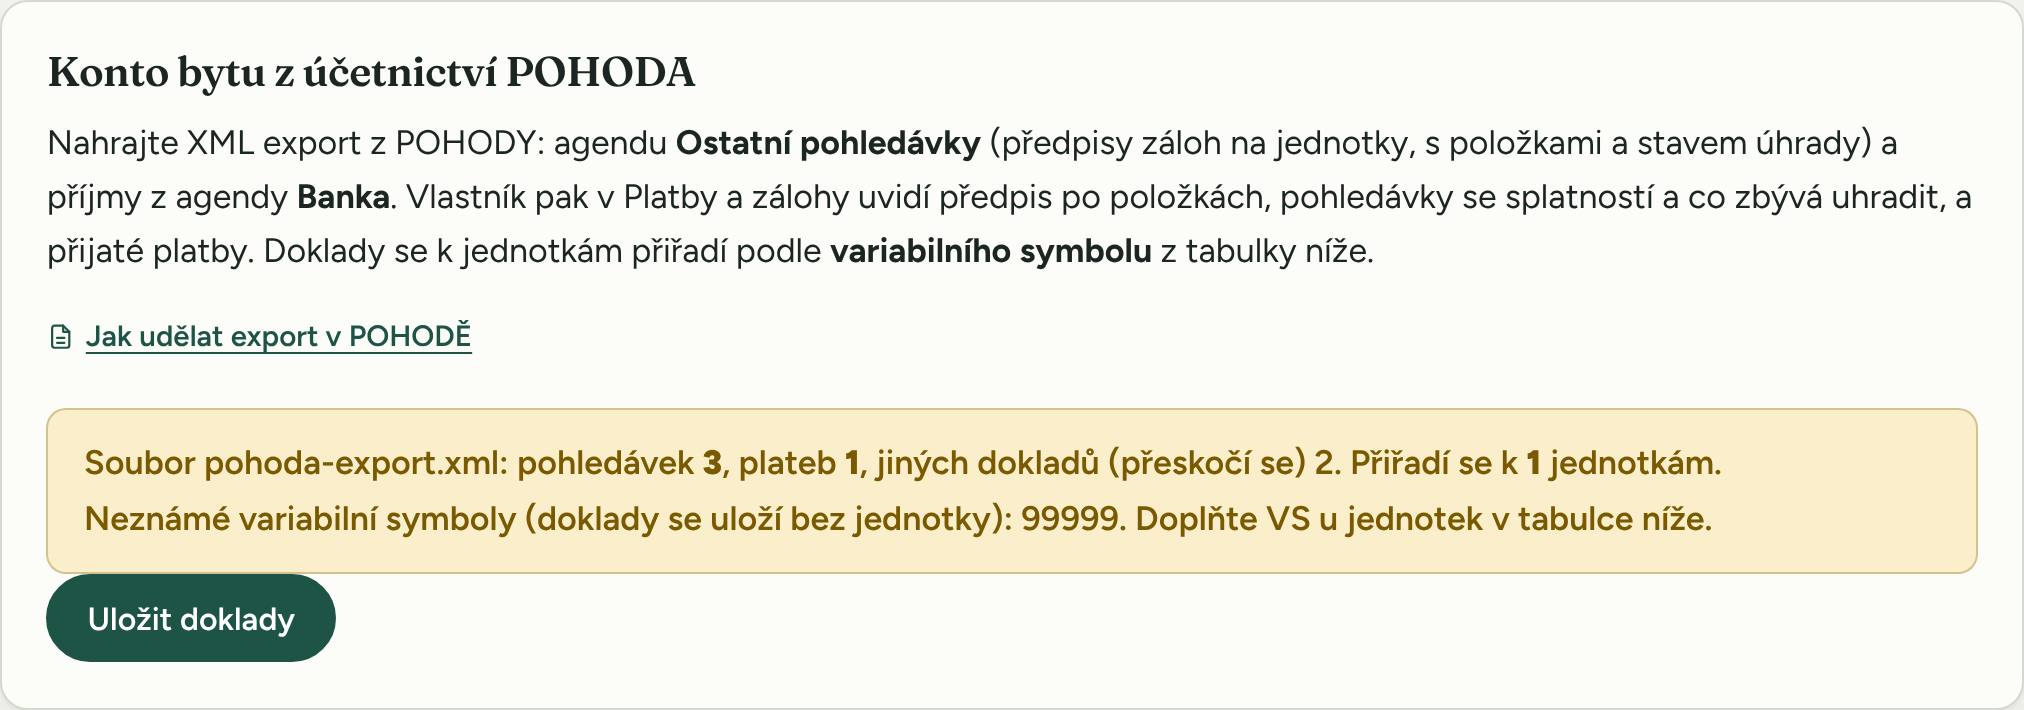 Konto bytu z účetnictví POHODA
Nahrajte XML export z POHODY: agendu Ostatní pohledávky (předpisy záloh na jednotky, s položkami a stavem úhrady) a
příjmy z agendy Banka. Vlastník pak v Platby a zálohy uvidí předpis po položkách, pohledávky se splatností a co zbývá uhradit, a
přijaté platby. Doklady se k jednotkám přiřadí podle variabilního symbolu z tabulky níže.
Jak udělat export v POHODĚ
Soubor pohoda-export.xml: pohledávek 3, plateb 1, jiných dokladů (přeskočí se) 2. Přiřadí se k 1 jednotkám.
Neznámé variabilní symboly (doklady se uloží bez jednotky): 99999. Doplňte VS u jednotek v tabulce níže.
Uložit doklady